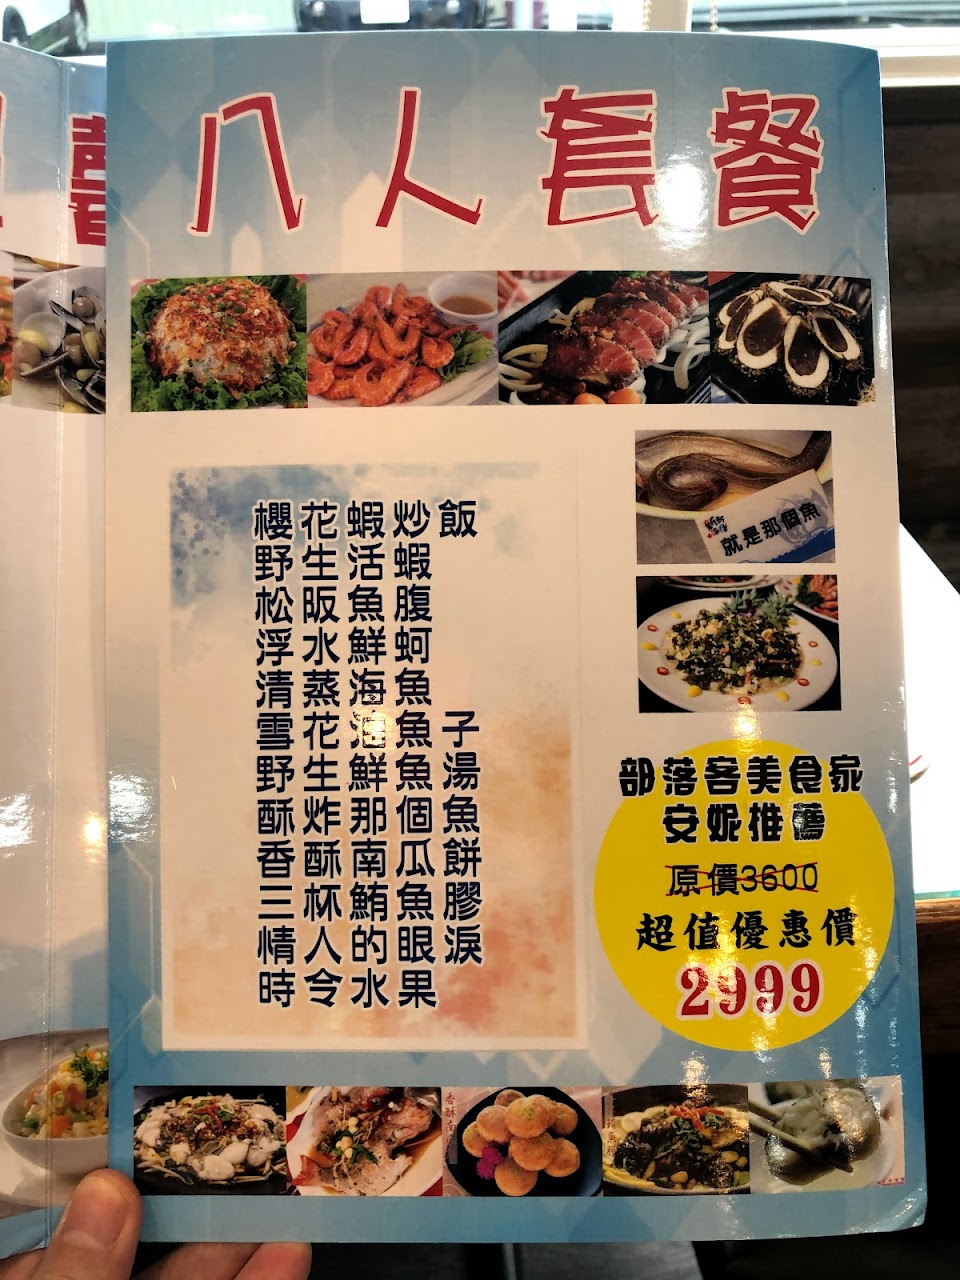 八人套餐
櫻花蝦炒飯
野生活蝦
松阪魚腹
浮水鮮蚵
清蒸海魚
雪花油魚子
野生鮮魚湯
酥炸那個魚
香酥南瓜餅
三杯鮪魚膠
情人的眼淚
時令水果
就是那個魚
部落客美食家
安妮推薦
原價3600
超值優惠價
2999